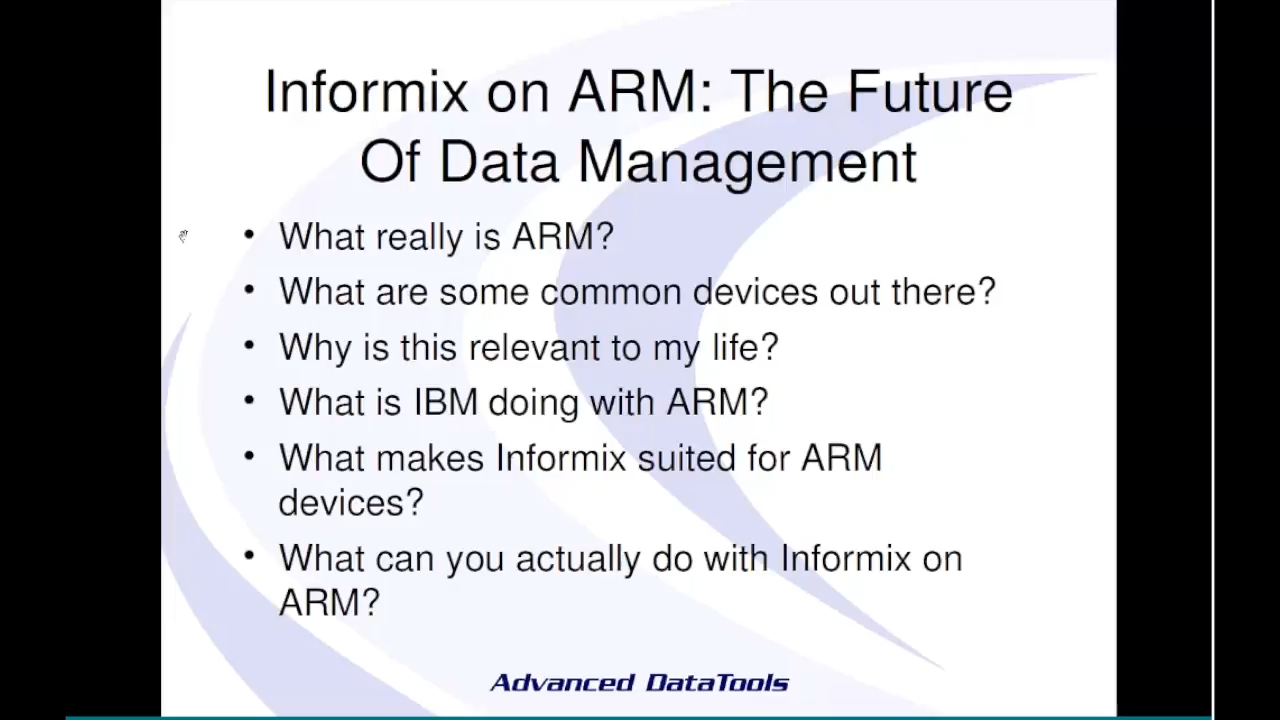 Informix on ARM: The Future
Of Data Management
• What really is ARM?
• What are some common devices out there?
• Why is this relevant to my life?
• What is IBM doing with ARM?
• What makes Informix suited for ARM
devices?
• What can you actually do with Informix on
ARM?
Advanced DataTools